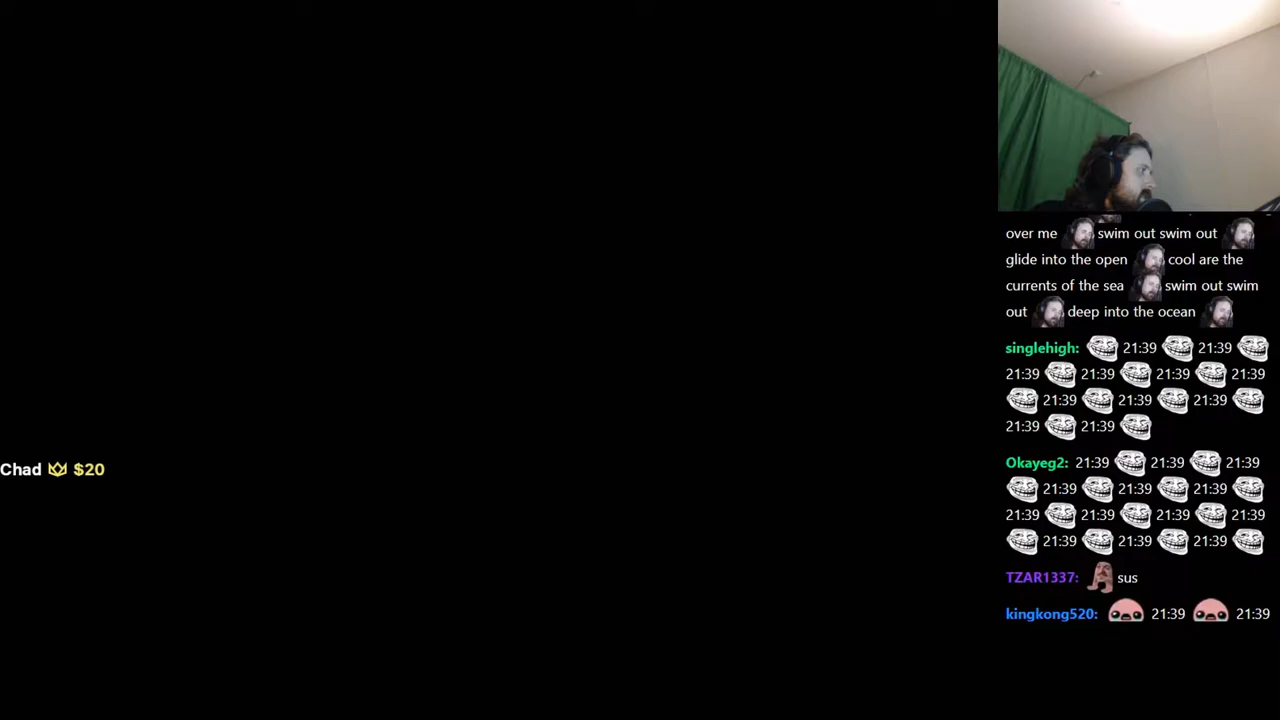 over me swim out swim out
glide into the open cool are the
currents of the sea swim out swim
out deep into the ocean
singlehigh: 21:39 21:39
21:39 21:39 21:39 21:39
21:39 21:39 21:39
21:39 21:39
Chad $20
Okayeg2: 21:39 21:39 21:39
21:39 21:39 21:39
21:39 21:39 21:39 21:39
21:39 21:39 21:39
TZAR1337: sus
kingkong520: 21:39 21:39